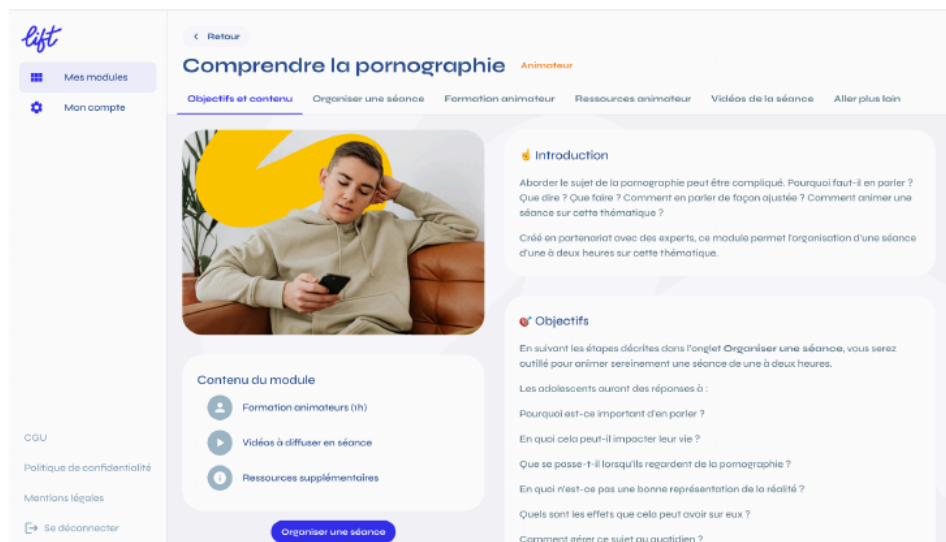 lift
Mes modules
Mon compte
CGU
Politique de confidentialité
Mentions légales
Se déconnecter
< Retour
Comprendre la pornographie Animateur
Objectifs et contenu Organiser une séance Formation animateur Ressources animateur Vidéos de la séance Aller plus loin
Contenu du module
Formation animateurs (1h)
Vidéos à diffuser en séance
Ressources supplémentaires
Organiser une séance
Introduction
Aborder le sujet de la pornographie peut être compliqué. Pourquoi faut-il en parler ?
Que dire ? Que faire ? Comment en parler de façon ajustée ? Comment animer une
séance sur cette thématique ?
Créé en partenariat avec des experts, ce module permet l'organisation d'une séance
d'une à deux heures sur cette thématique.
Objectifs
En suivant les étapes décrites dans l'onglet Organiser une séance, vous serez
outillé pour animer sereinement une séance de une à deux heures.
Les adolescents auront des réponses à :
Pourquoi est-ce important d'en parler ?
En quoi cela peut-il impacter leur vie ?
Que se passe-t-il lorsqu'ils regardent de la pornographie ?
En quoi n'est-ce pas une bonne représentation de la réalité ?
Quels sont les effets que cela peut avoir sur eux ?
Comment gérer ce sujet au quotidien ?